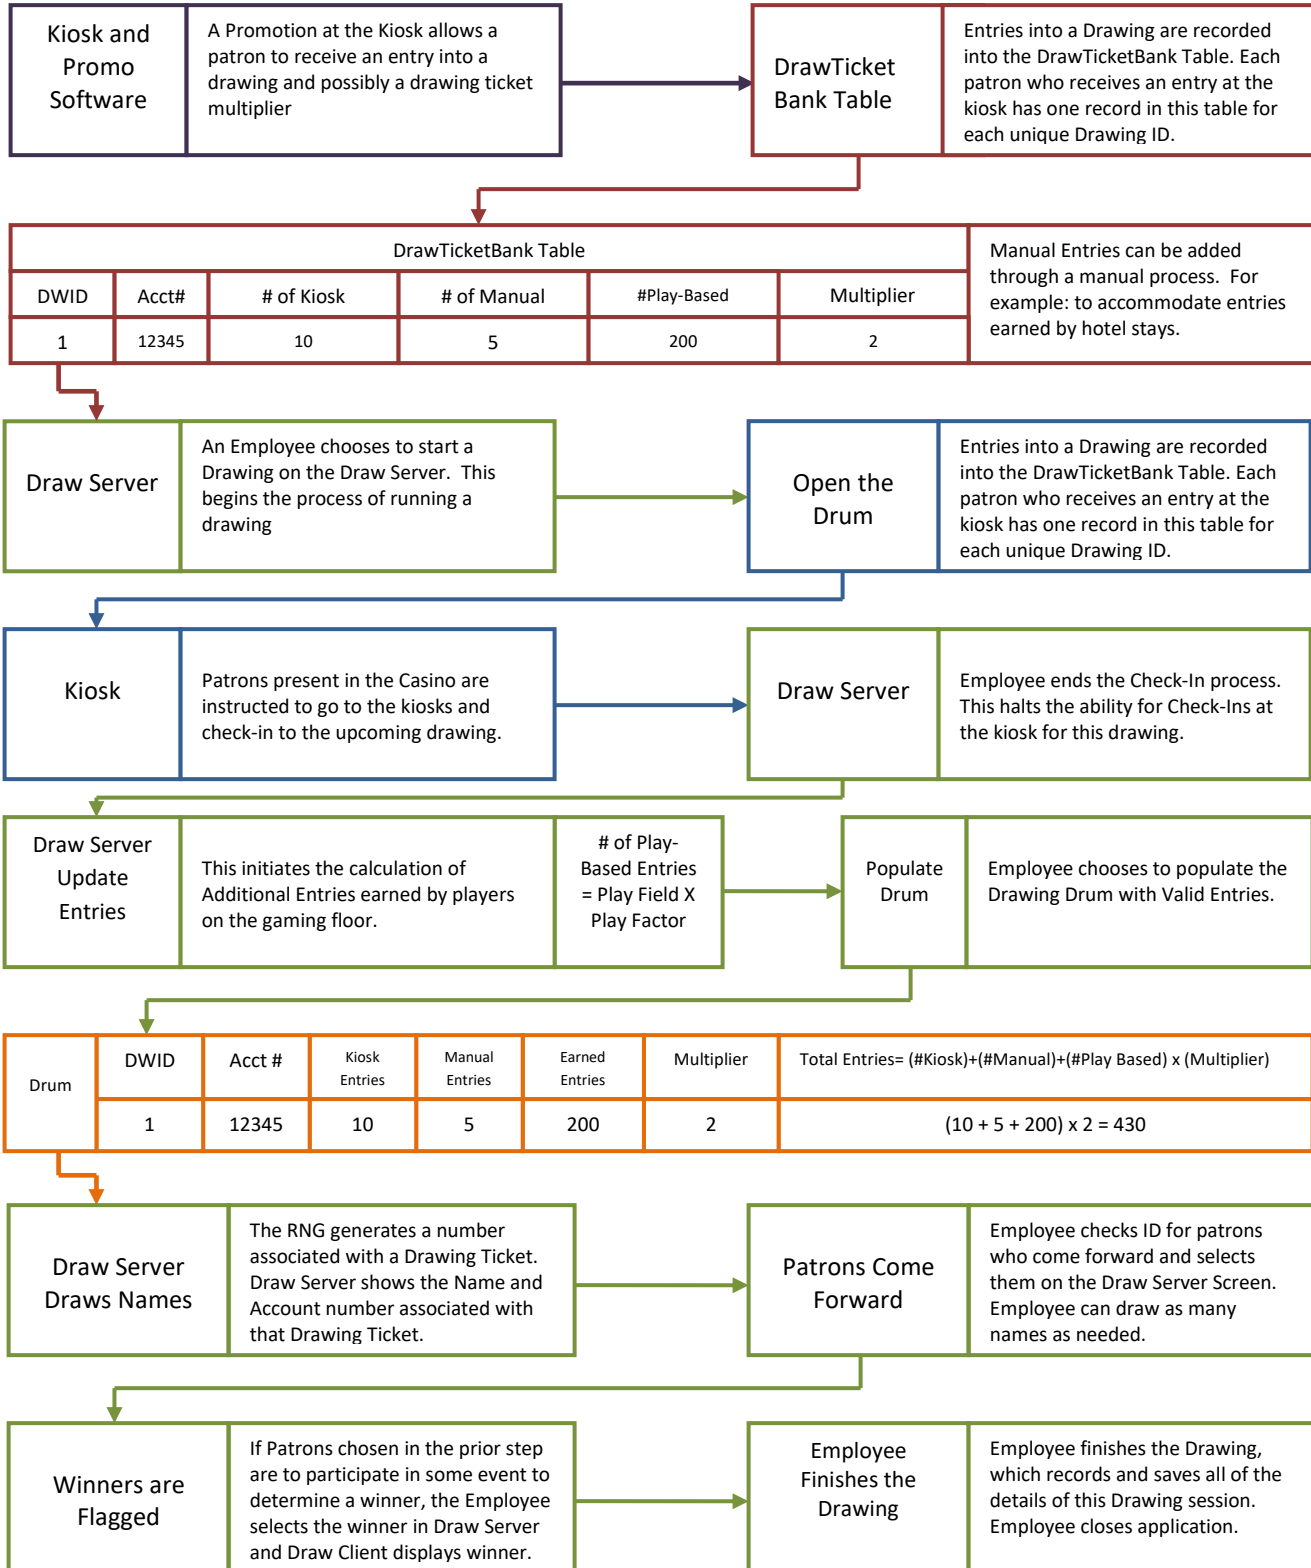 Kiosk and
Promo
Software
A Promotion at the Kiosk allows a
patron to receive an entry into a
drawing and possibly a drawing ticket
multiplier
DrawTicket
Bank Table
Entries into a Drawing are recorded
into the DrawTicketBank Table. Each
patron who receives an entry at the
kiosk has one record in this table for
each unique Drawing ID.
DrawTicketBank Table
DWID Acct# # of Kiosk # of Manual #Play-Based Multiplier
1 12345 10 5 200 2
Manual Entries can be added
through a manual process. For
example: to accommodate entries
earned by hotel stays.
Draw Server
An Employee chooses to start a
Drawing on the Draw Server. This
begins the process of running a
drawing
Open the
Drum
Entries into a Drawing are recorded
into the DrawTicketBank Table. Each
patron who receives an entry at the
kiosk has one record in this table for
each unique Drawing ID.
Kiosk
Patrons present in the Casino are
instructed to go to the kiosks and
check-in to the upcoming drawing.
Draw Server
Employee ends the Check-In process.
This halts the ability for Check-Ins at
the kiosk for this drawing.
Draw Server
Update
Entries
This initiates the calculation of
Additional Entries earned by players
on the gaming floor.
# of Play-
Based Entries
= Play Field X
Play Factor
Populate
Drum
Employee chooses to populate the
Drawing Drum with Valid Entries.
Drum
DWID Acct # Kiosk Entries Manual Entries Earned Entries Multiplier Total Entries= (#Kiosk)+(#Manual)+(#Play Based) x (Multiplier)
1 12345 10 5 200 2 (10 + 5 + 200) x 2 = 430
Draw Server
Draws Names
The RNG generates a number
associated with a Drawing Ticket.
Draw Server shows the Name and
Account number associated with
that Drawing Ticket.
Patrons Come
Forward
Employee checks ID for patrons
who come forward and selects
them on the Draw Server Screen.
Employee can draw as many
names as needed.
Winners are
Flagged
If Patrons chosen in the prior step
are to participate in some event to
determine a winner, the Employee
selects the winner in Draw Server
and Draw Client displays winner.
Employee
Finishes the
Drawing
Employee finishes the Drawing,
which records and saves all of the
details of this Drawing session.
Employee closes application.